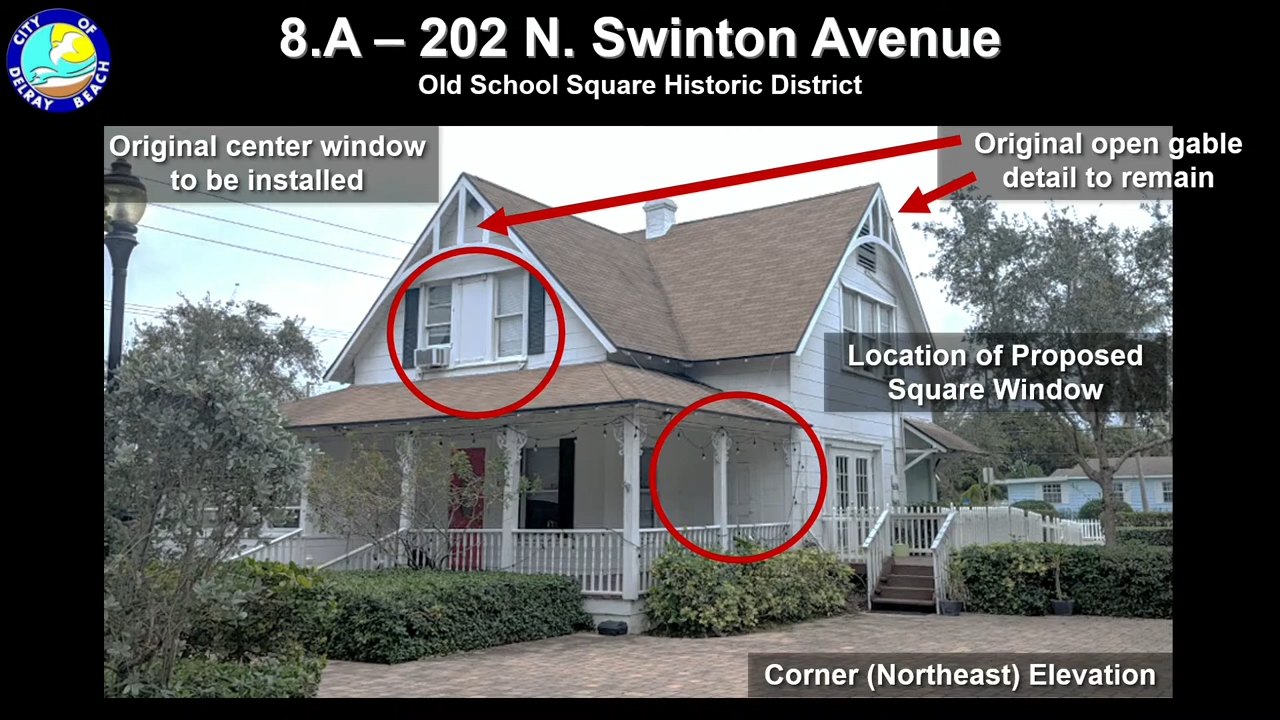 CITY OF
DELRAY BEACH
8.A – 202 N. Swinton Avenue
Old School Square Historic District
Original center window
to be installed
Original open gable
detail to remain
Location of Proposed
Square Window
Corner (Northeast) Elevation